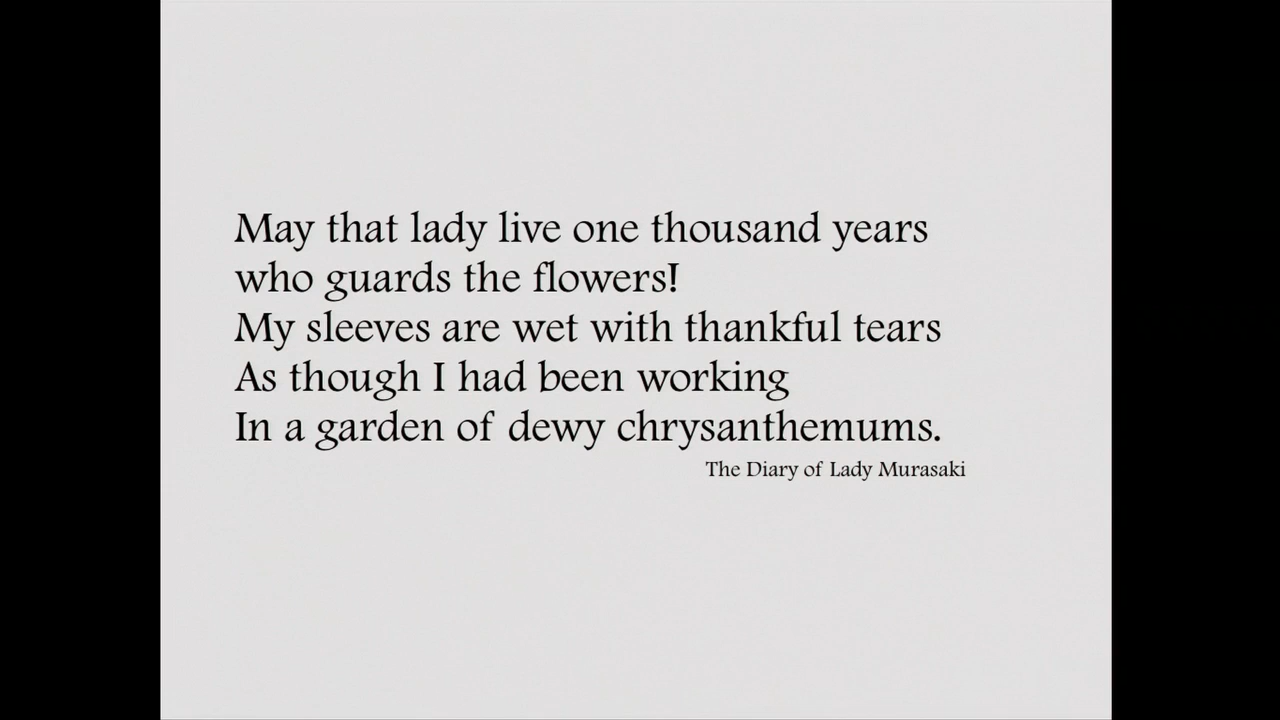 May that lady live one thousand years
who guards the flowers!
My sleeves are wet with thankful tears
As though I had been working
In a garden of dewy chrysanthemums.
The Diary of Lady Murasaki